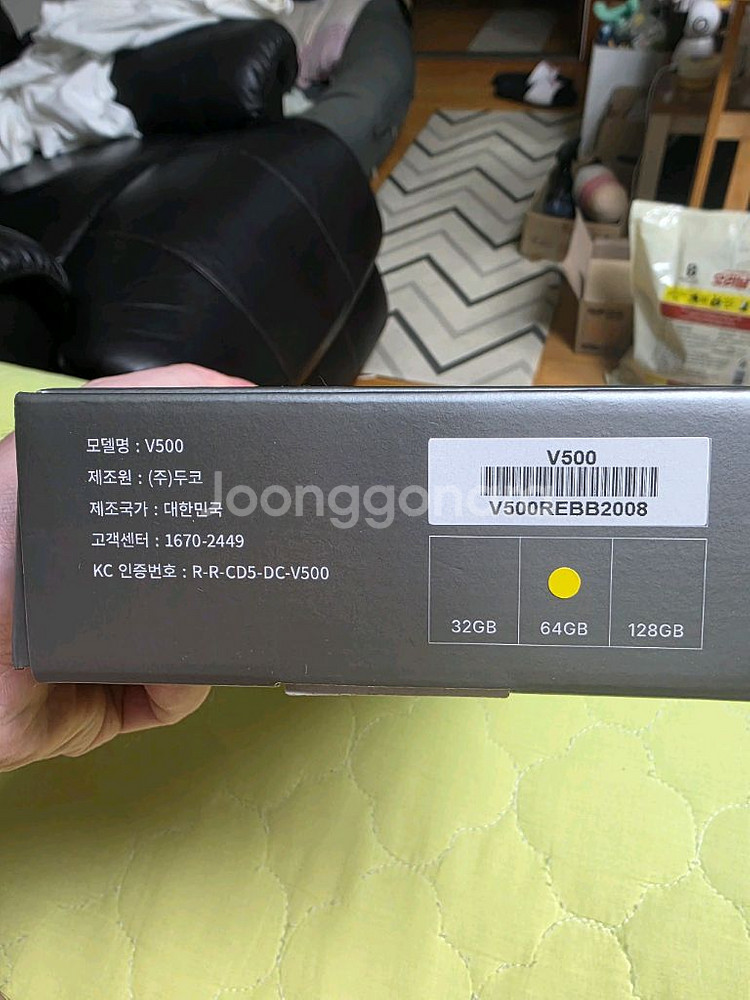 모델명 : V500
제조원 : (주)두코
제조국가 : 대한민국
고객센터 : 1670-2449
KC 인증번호 : R-R-CD5-DC-V500
V500
V500REBB2008
32GB
64GB
128GB